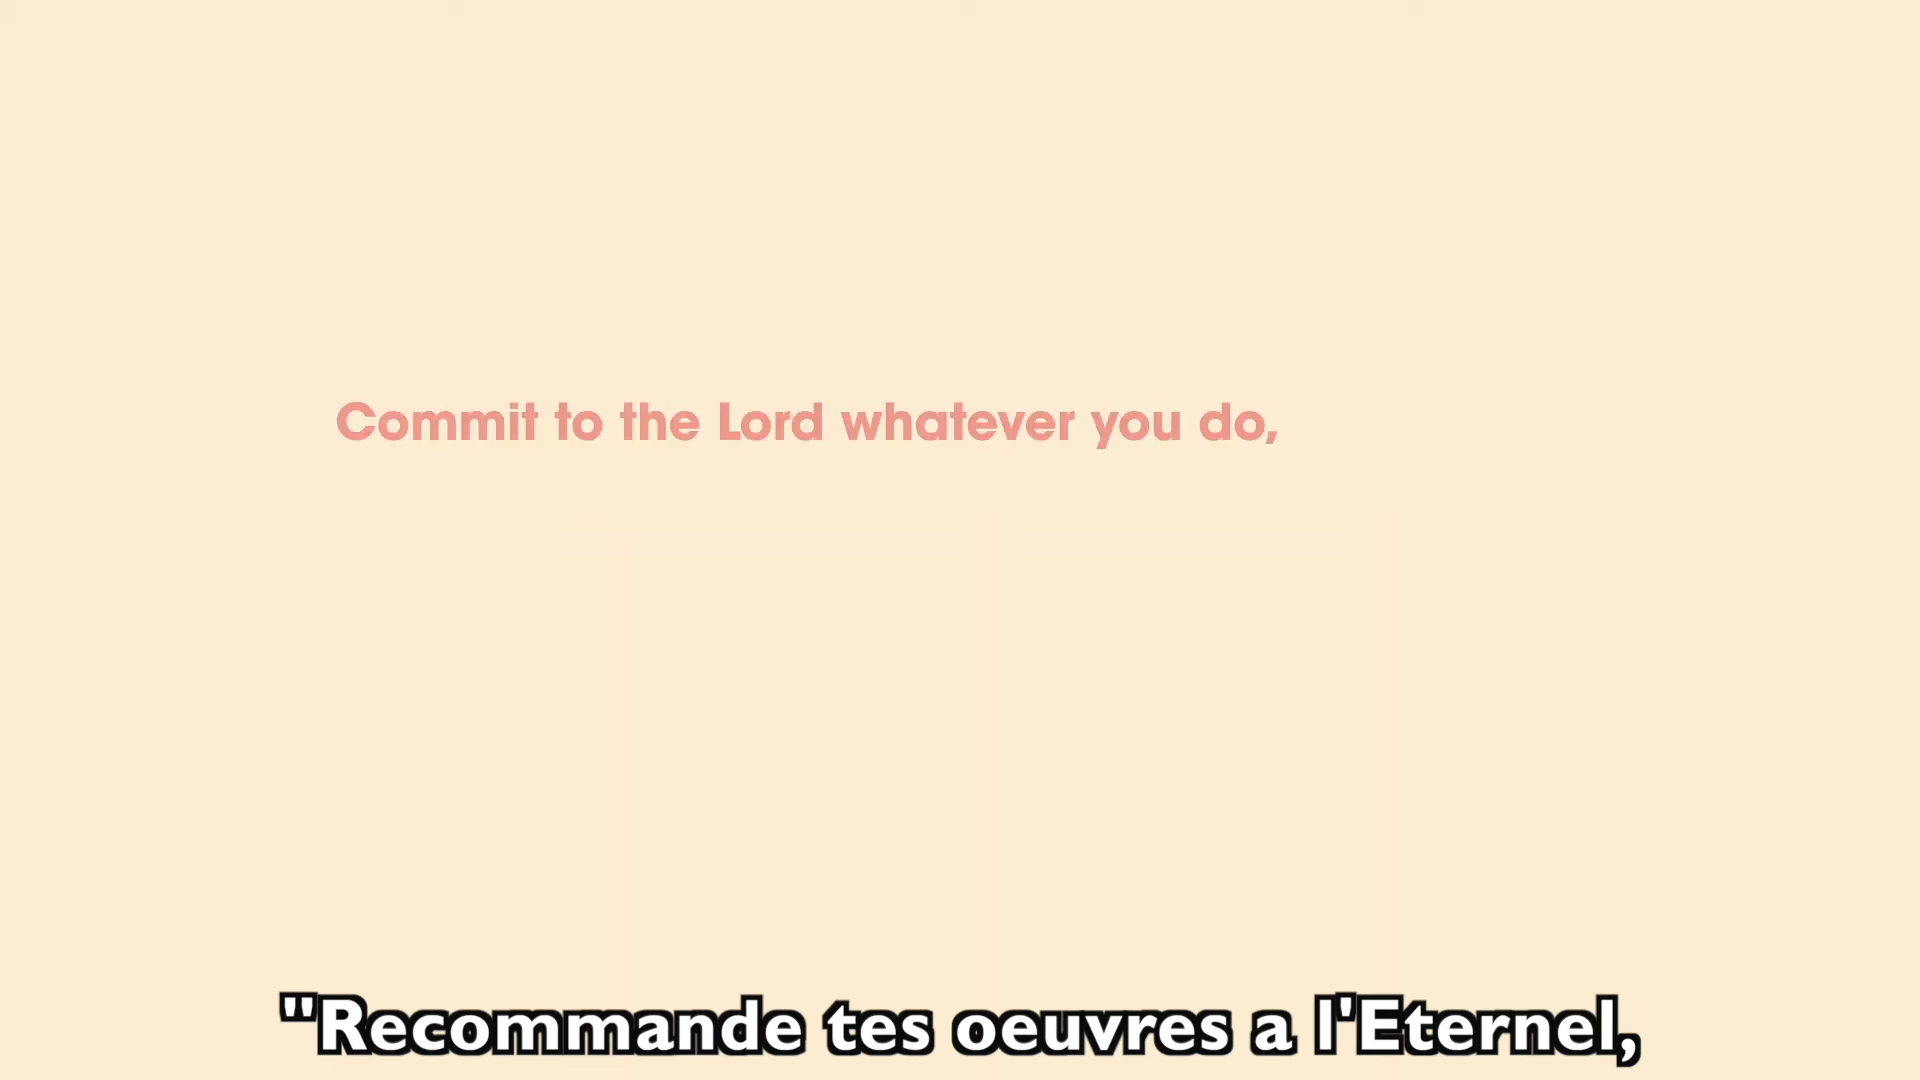 Commit to the Lord whatever you do,
"Recommande tes oeuvres a l'Eternel,